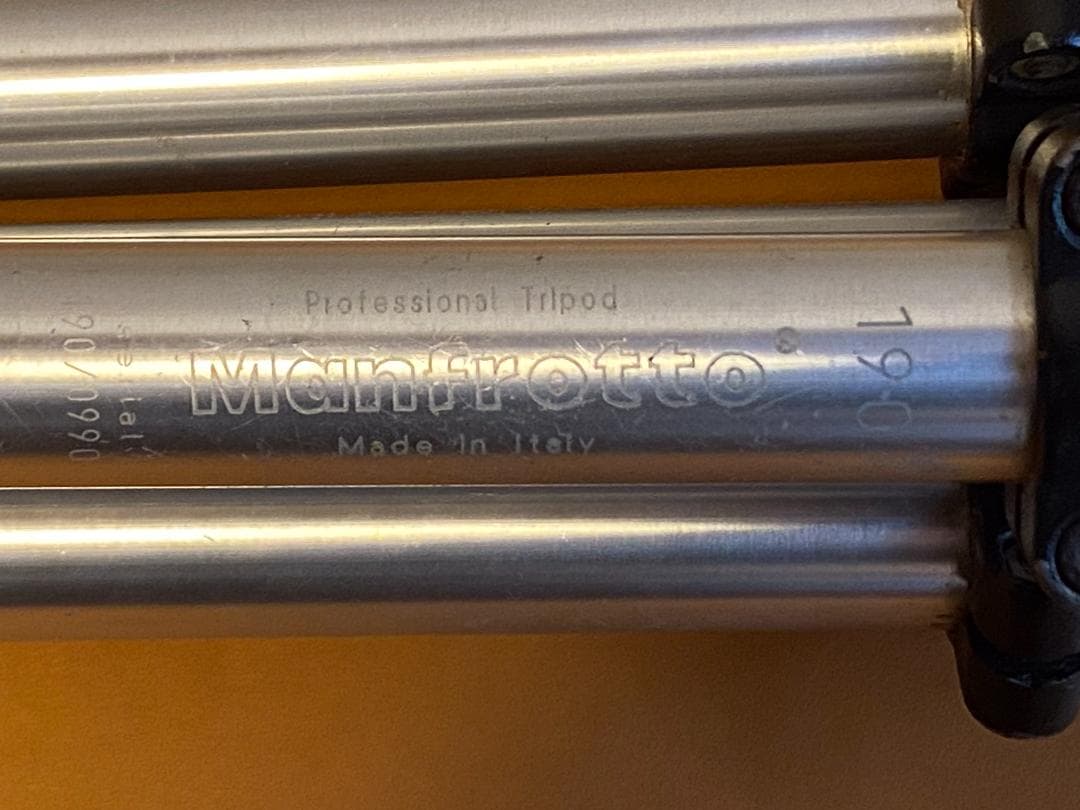 Professional Tripod
Manfrotto®
Made in Italy
190